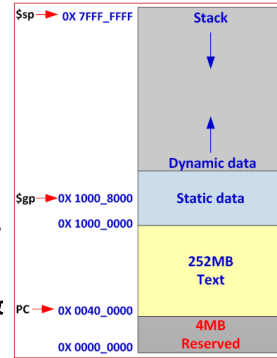 $sp 0X 7FFF_FFFF Stack
Dynamic data
$gp 0X 1000_8000 Static data
0X 1000_0000
252MB
Text
PC 0X 0040_0000
4MB
Reserved
0X 0000_0000